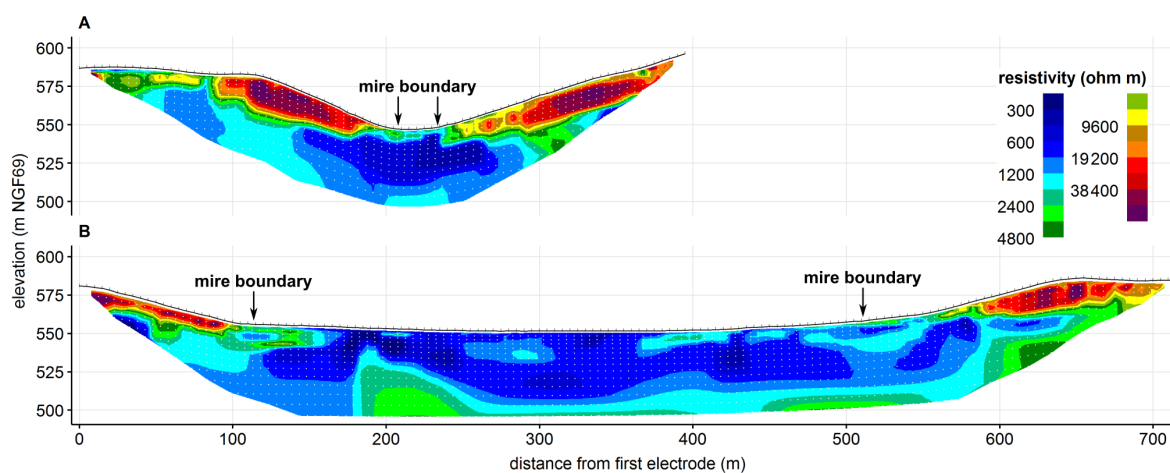 A
600
575
550
525
500
mire boundary
resistivity (ohm m)
300
600
1200
2400
4800
9600
19200
38400
elevation (m NGF69)
B
600
575
550
525
500
mire boundary
mire boundary
0 100 200 300 400 500 600 700
distance from first electrode (m)